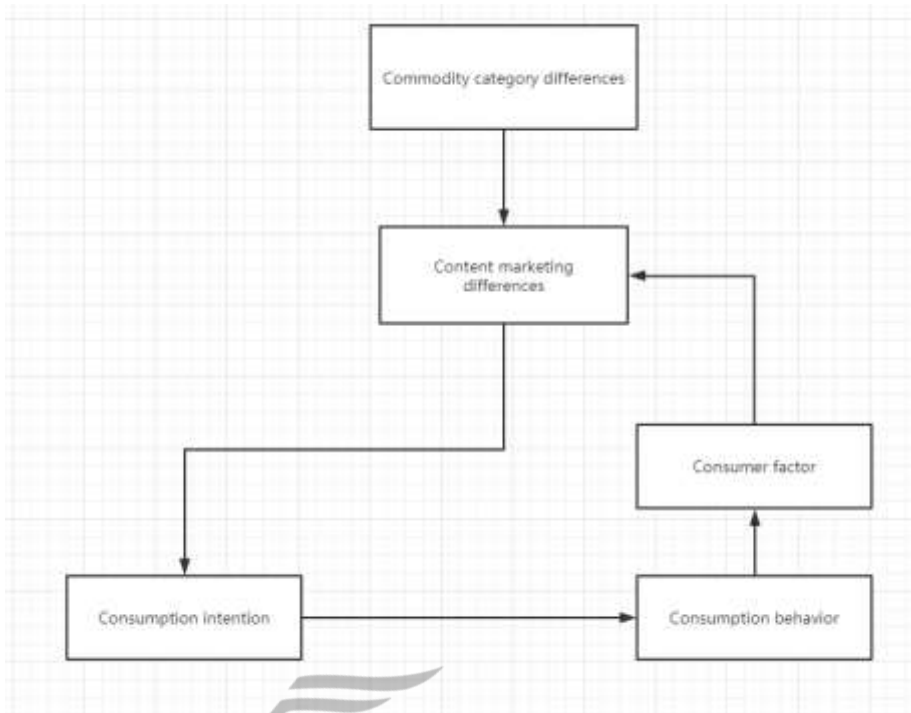 Commodity category differences
Content marketing
differences
Consumer factor
Consumption intention
Consumption behavior